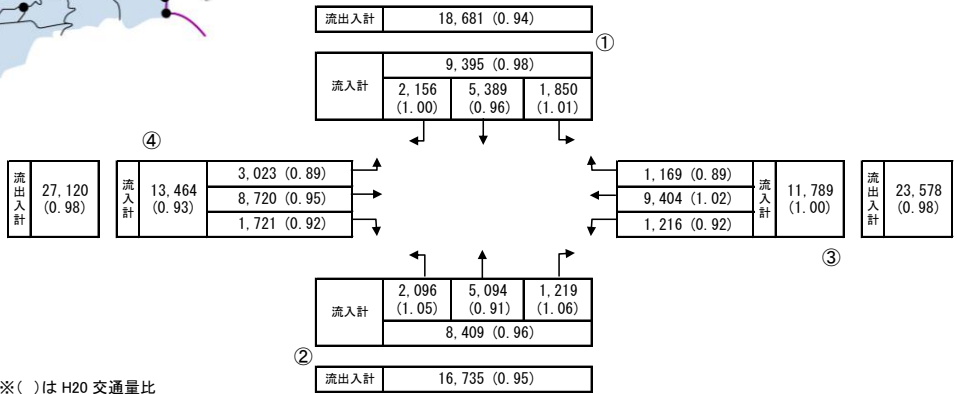 流出入計 18,681 (0.94)
①
流入計 9,395 (0.98)
2,156 5,389 1,850
(1.00) (0.96) (1.01)
④
流出入計 27,120 (0.98)
流入計 13,464 (0.93)
3,023 (0.89)
8,720 (0.95)
1,721 (0.92)
1,169 (0.89)
9,404 (1.02)
1,216 (0.92)
流入計 11,789 (1.00)
流出入計 23,578 (0.98)
③
流入計
2,096 5,094 1,219
(1.05) (0.91) (1.06)
8,409 (0.96)
②
流出入計 16,735 (0.95)
※( )は H20 交通量比